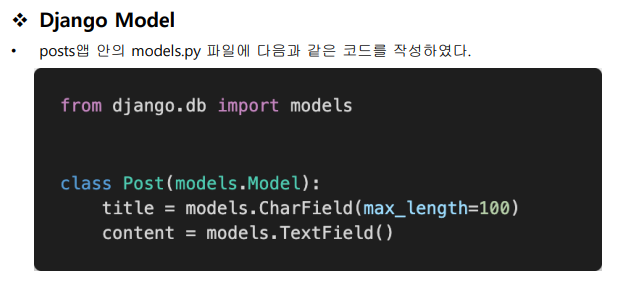 ❖ Django Model
• posts앱 안의 models.py 파일에 다음과 같은 코드를 작성하였다.
from django.db import models
class Post(models.Model):
    title = models.CharField(max_length=100)
    content = models.TextField()